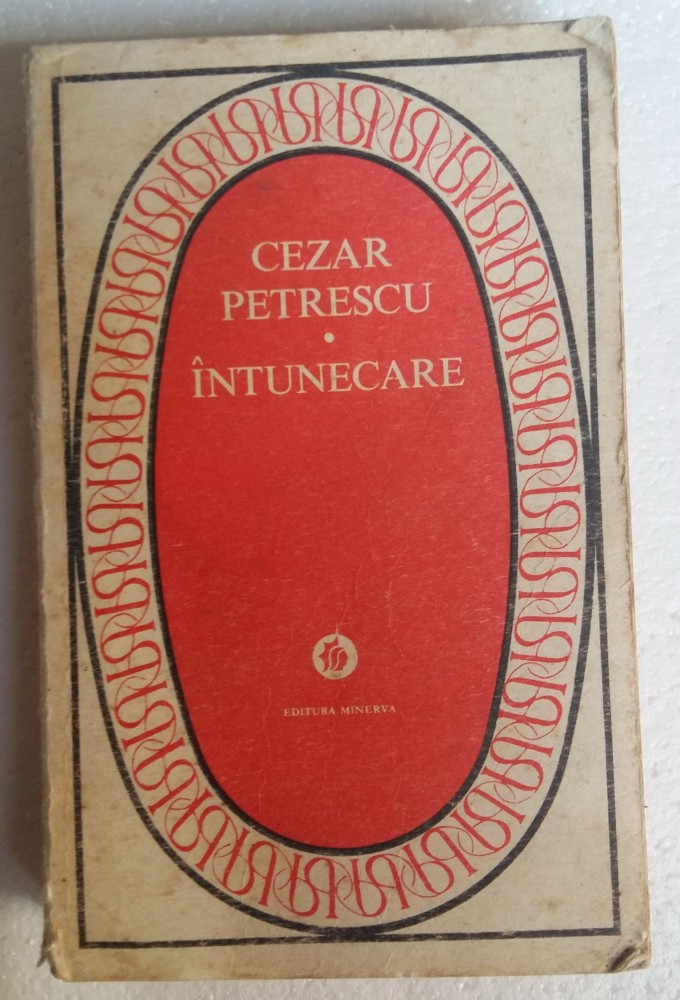 CEZAR
PETRESCU
•
ÎNTUNECARE
EDITURA MINERVA